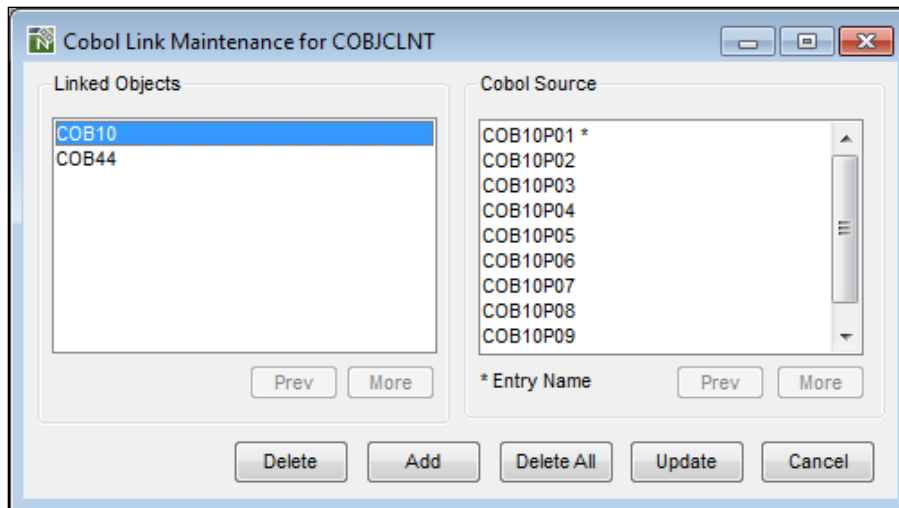 Cobol Link Maintenance for COBJCLNT
Linked Objects
COB10
COB44
Prev More
Cobol Source
COB10P01 *
COB10P02
COB10P03
COB10P04
COB10P05
COB10P06
COB10P07
COB10P08
COB10P09
* Entry Name Prev More
Delete Add Delete All Update Cancel